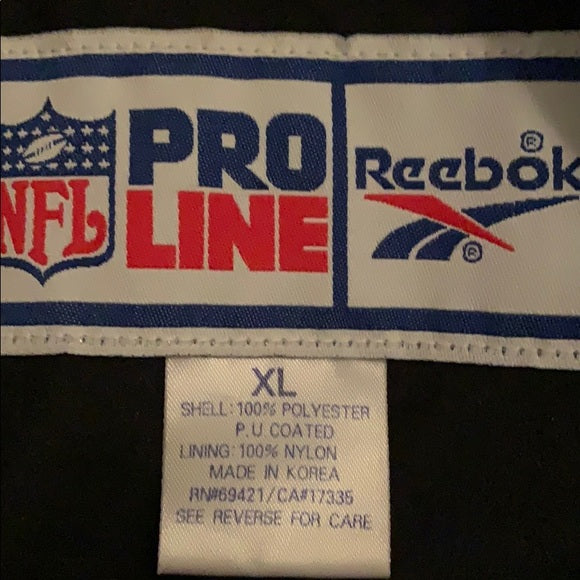 NFL
PRO
LINE
Reebok®
®
XL
SHELL: 100% POLYESTER
P.U COATED
LINING: 100% NYLON
MADE IN KOREA
RN#69421/CA#17335
SEE REVERSE FOR CARE